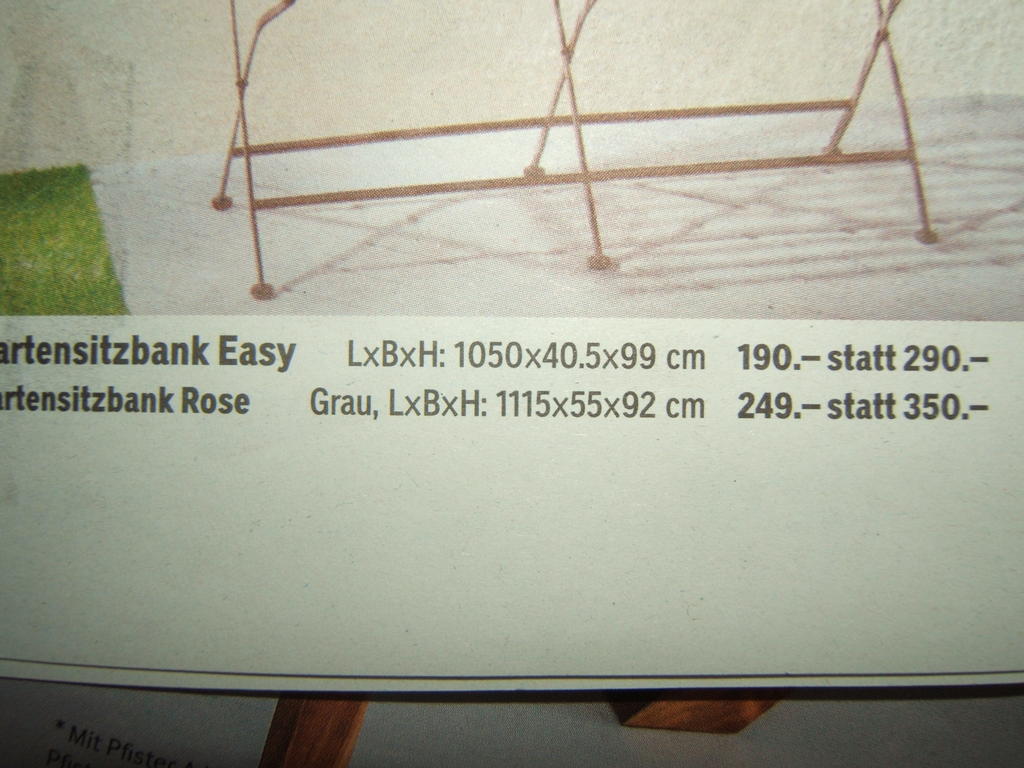 artensitzbank Easy LxBxH: 1050x40.5x99 cm 190.– statt 290.–
artensitzbank Rose Grau, LxBxH: 1115x55x92 cm 249.– statt 350.–
* Mit Pfister